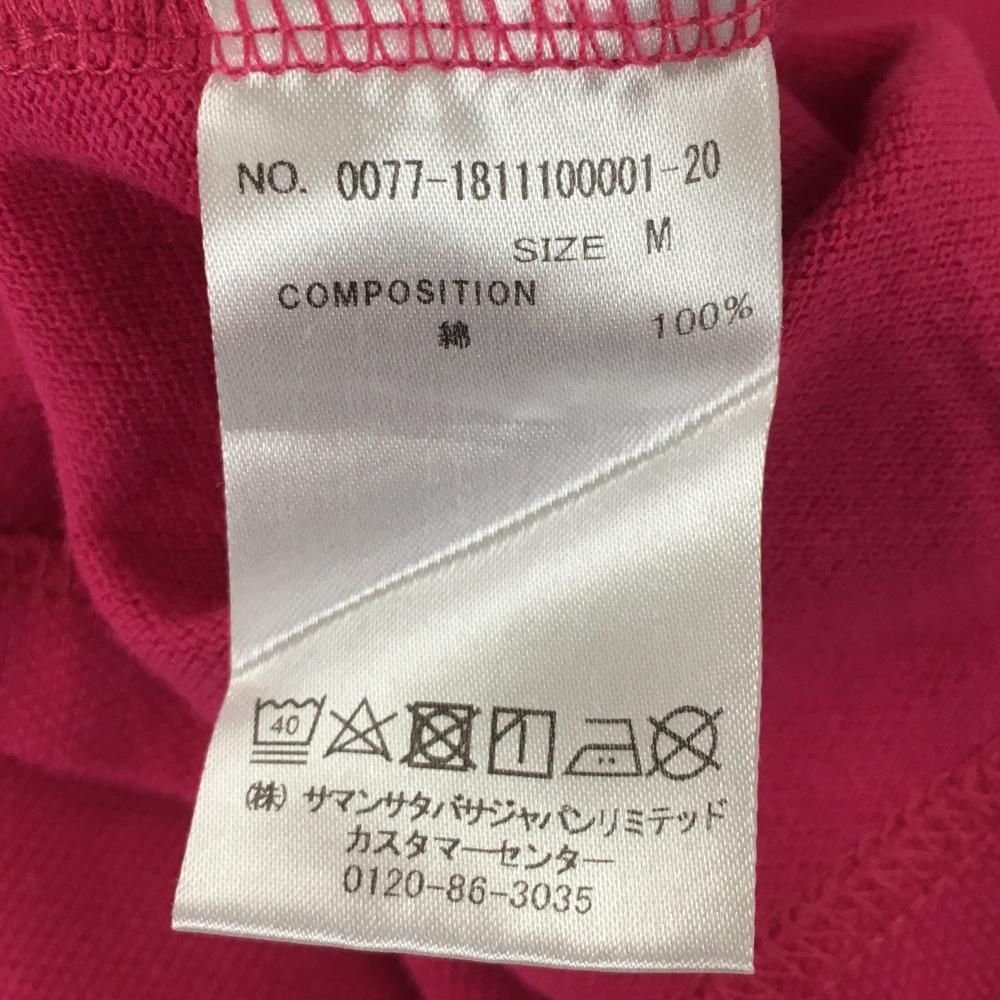 NO. 0077-1811100001-20
SIZE M
COMPOSITION
綿 100%
40
(株) サマンサタバサジャパンリミテッド
カスタマーセンター
0120-86-3035